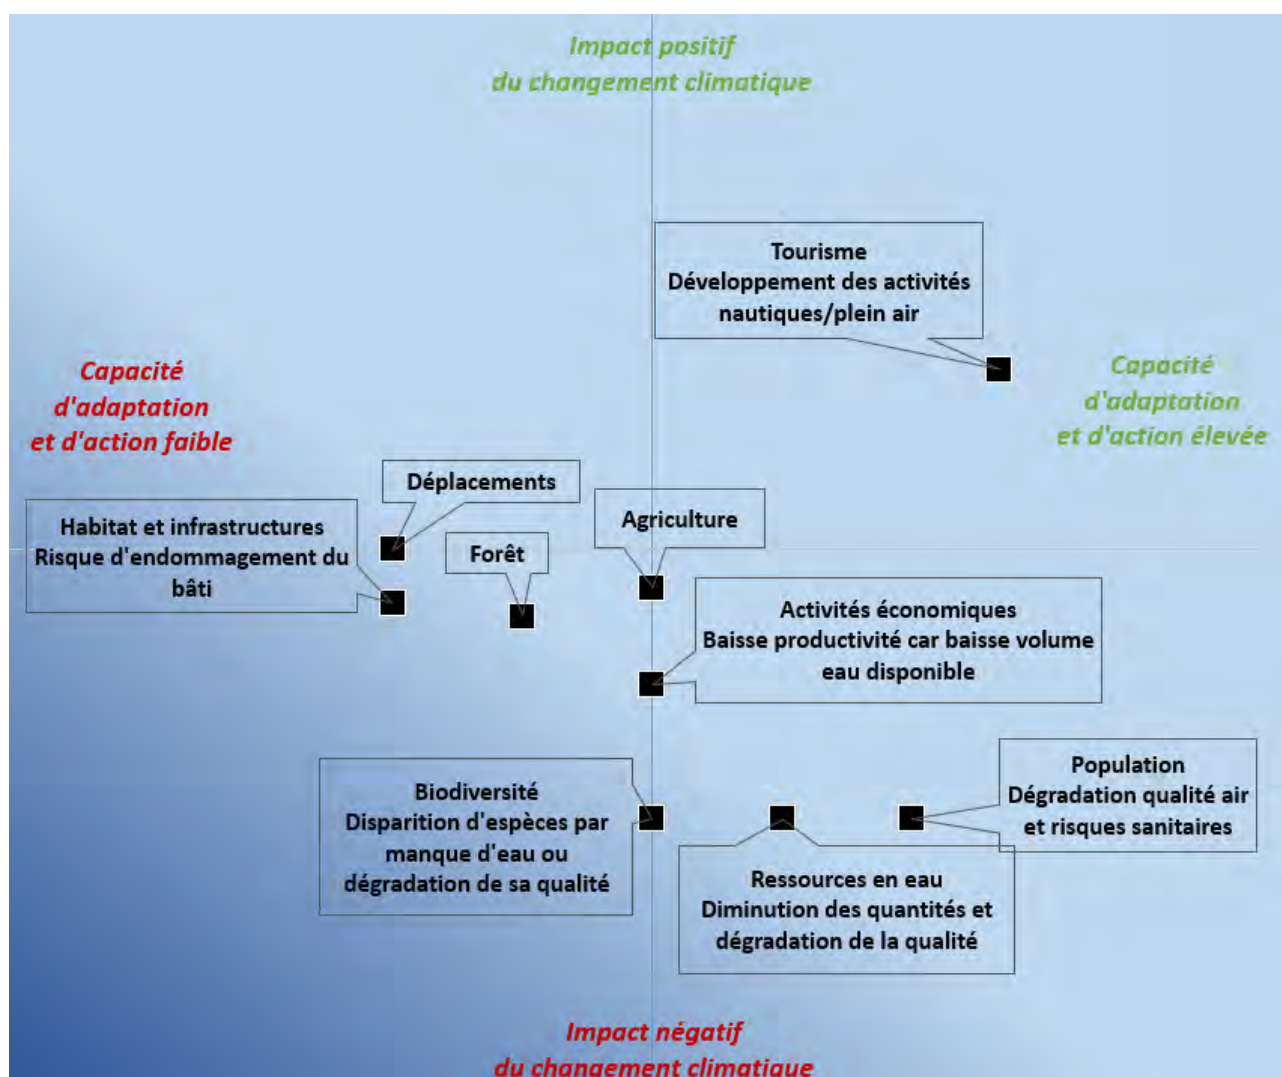 Impact positif
du changement climatique
Tourisme
Développement des activités
nautiques/plein air
Capacité
d'adaptation
et d'action faible
Capacité
d'adaptation
et d'action élevée
Déplacements
Habitat et infrastructures
Risque d'endommagement du
bâti
Forêt
Agriculture
Activités économiques
Baisse productivité car baisse volume
eau disponible
Biodiversité
Disparition d'espèces par
manque d'eau ou
dégradation de sa qualité
Ressources en eau
Diminution des quantités et
dégradation de la qualité
Population
Dégradation qualité air
et risques sanitaires
Impact négatif
du changement climatique